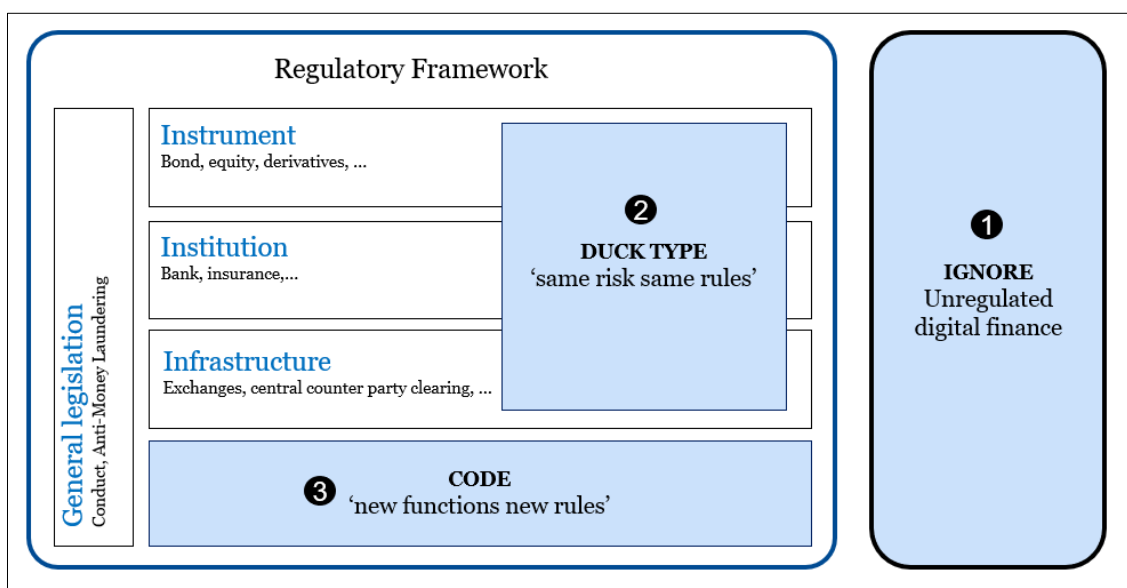 Regulatory Framework
General legislation
Conduct, Anti-Money Laundering
Instrument
Bond, equity, derivatives, ...
Institution
Bank, insurance,...
Infrastructure
Exchanges, central counter party clearing, ...
2
DUCK TYPE
‘same risk same rules’
3
CODE
‘new functions new rules’
1
IGNORE
Unregulated
digital finance